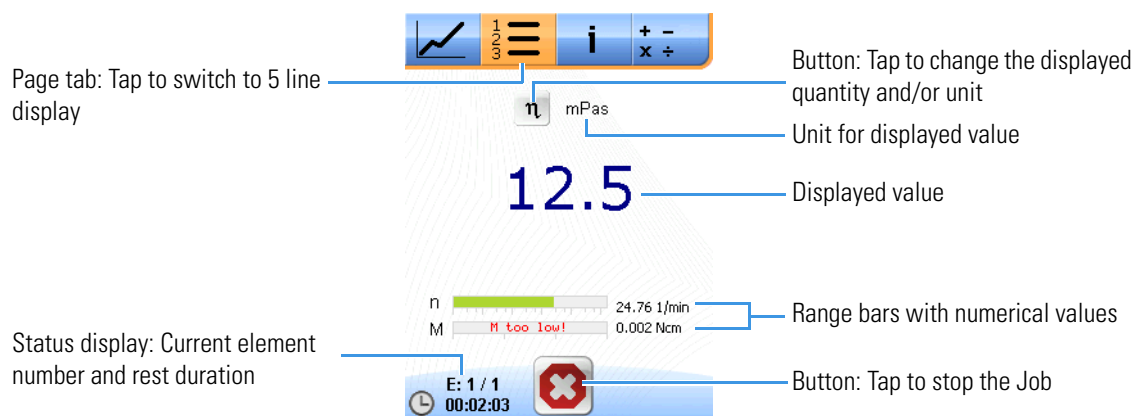 1
2
3
i
+ -
x ÷
Page tab: Tap to switch to 5 line
display
Button: Tap to change the displayed
quantity and/or unit
η mPas
Unit for displayed value
12.5
Displayed value
n 24.76 1/min
M M too low! 0.002 Ncm
Range bars with numerical values
Status display: Current element
number and rest duration
E: 1 / 1
00:02:03
Button: Tap to stop the Job